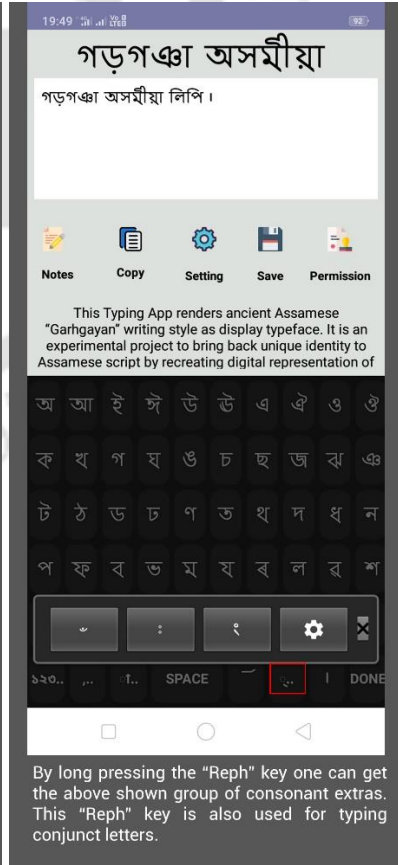 19:49
92
গড়গঞা অসমীয়া
গড়গঞা অসমীয়া লিপি ।
Notes Copy Setting Save Permission
This Typing App renders ancient Assamese
“Garhgayan” writing style as display typeface. It is an
experimental project to bring back unique identity to
Assamese script by recreating digital representation of
অ আ ই ঈ উ ঊ এ ঐ ও ঔ
ক খ গ ঘ ঙ চ ছ জ ঝ ঞ
ট ঠ ড ঢ ণ ত থ দ ধ ন
প ফ ব ভ ম য ৰ ল ৱ শ
ঁ ঃ ং
১২৩.. ,.. া.. SPACE ্.. । DONE
By long pressing the “Reph” key one can get
the above shown group of consonant extras.
This “Reph” key is also used for typing
conjunct letters.